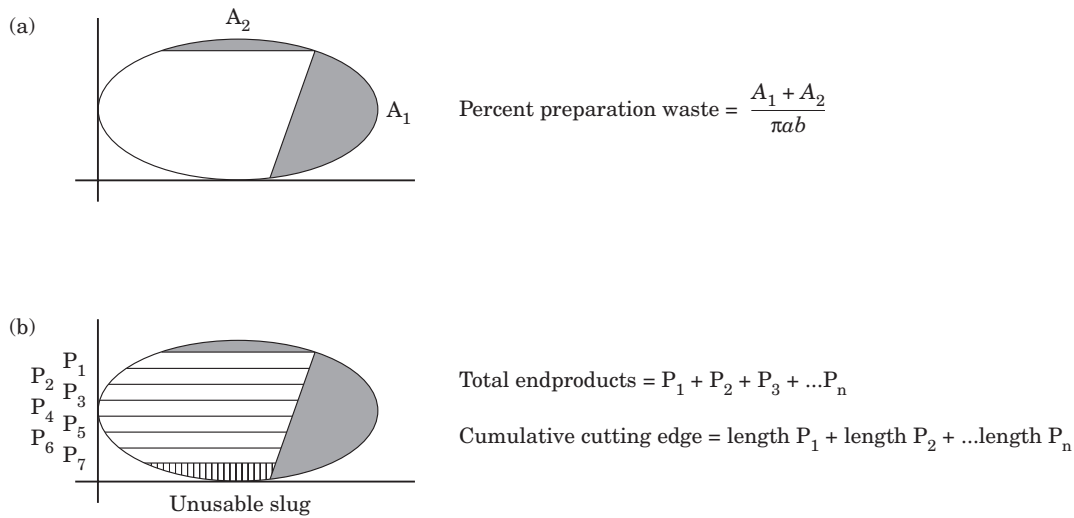 (a)
A2
A1
Percent preparation waste = A1 + A2 / πab
(b)
P1
P2
P3
P4
P5
P6
P7
Unusable slug
Total endproducts = P1 + P2 + P3 + ...Pn
Cumulative cutting edge = length P1 + length P2 + ...length Pn